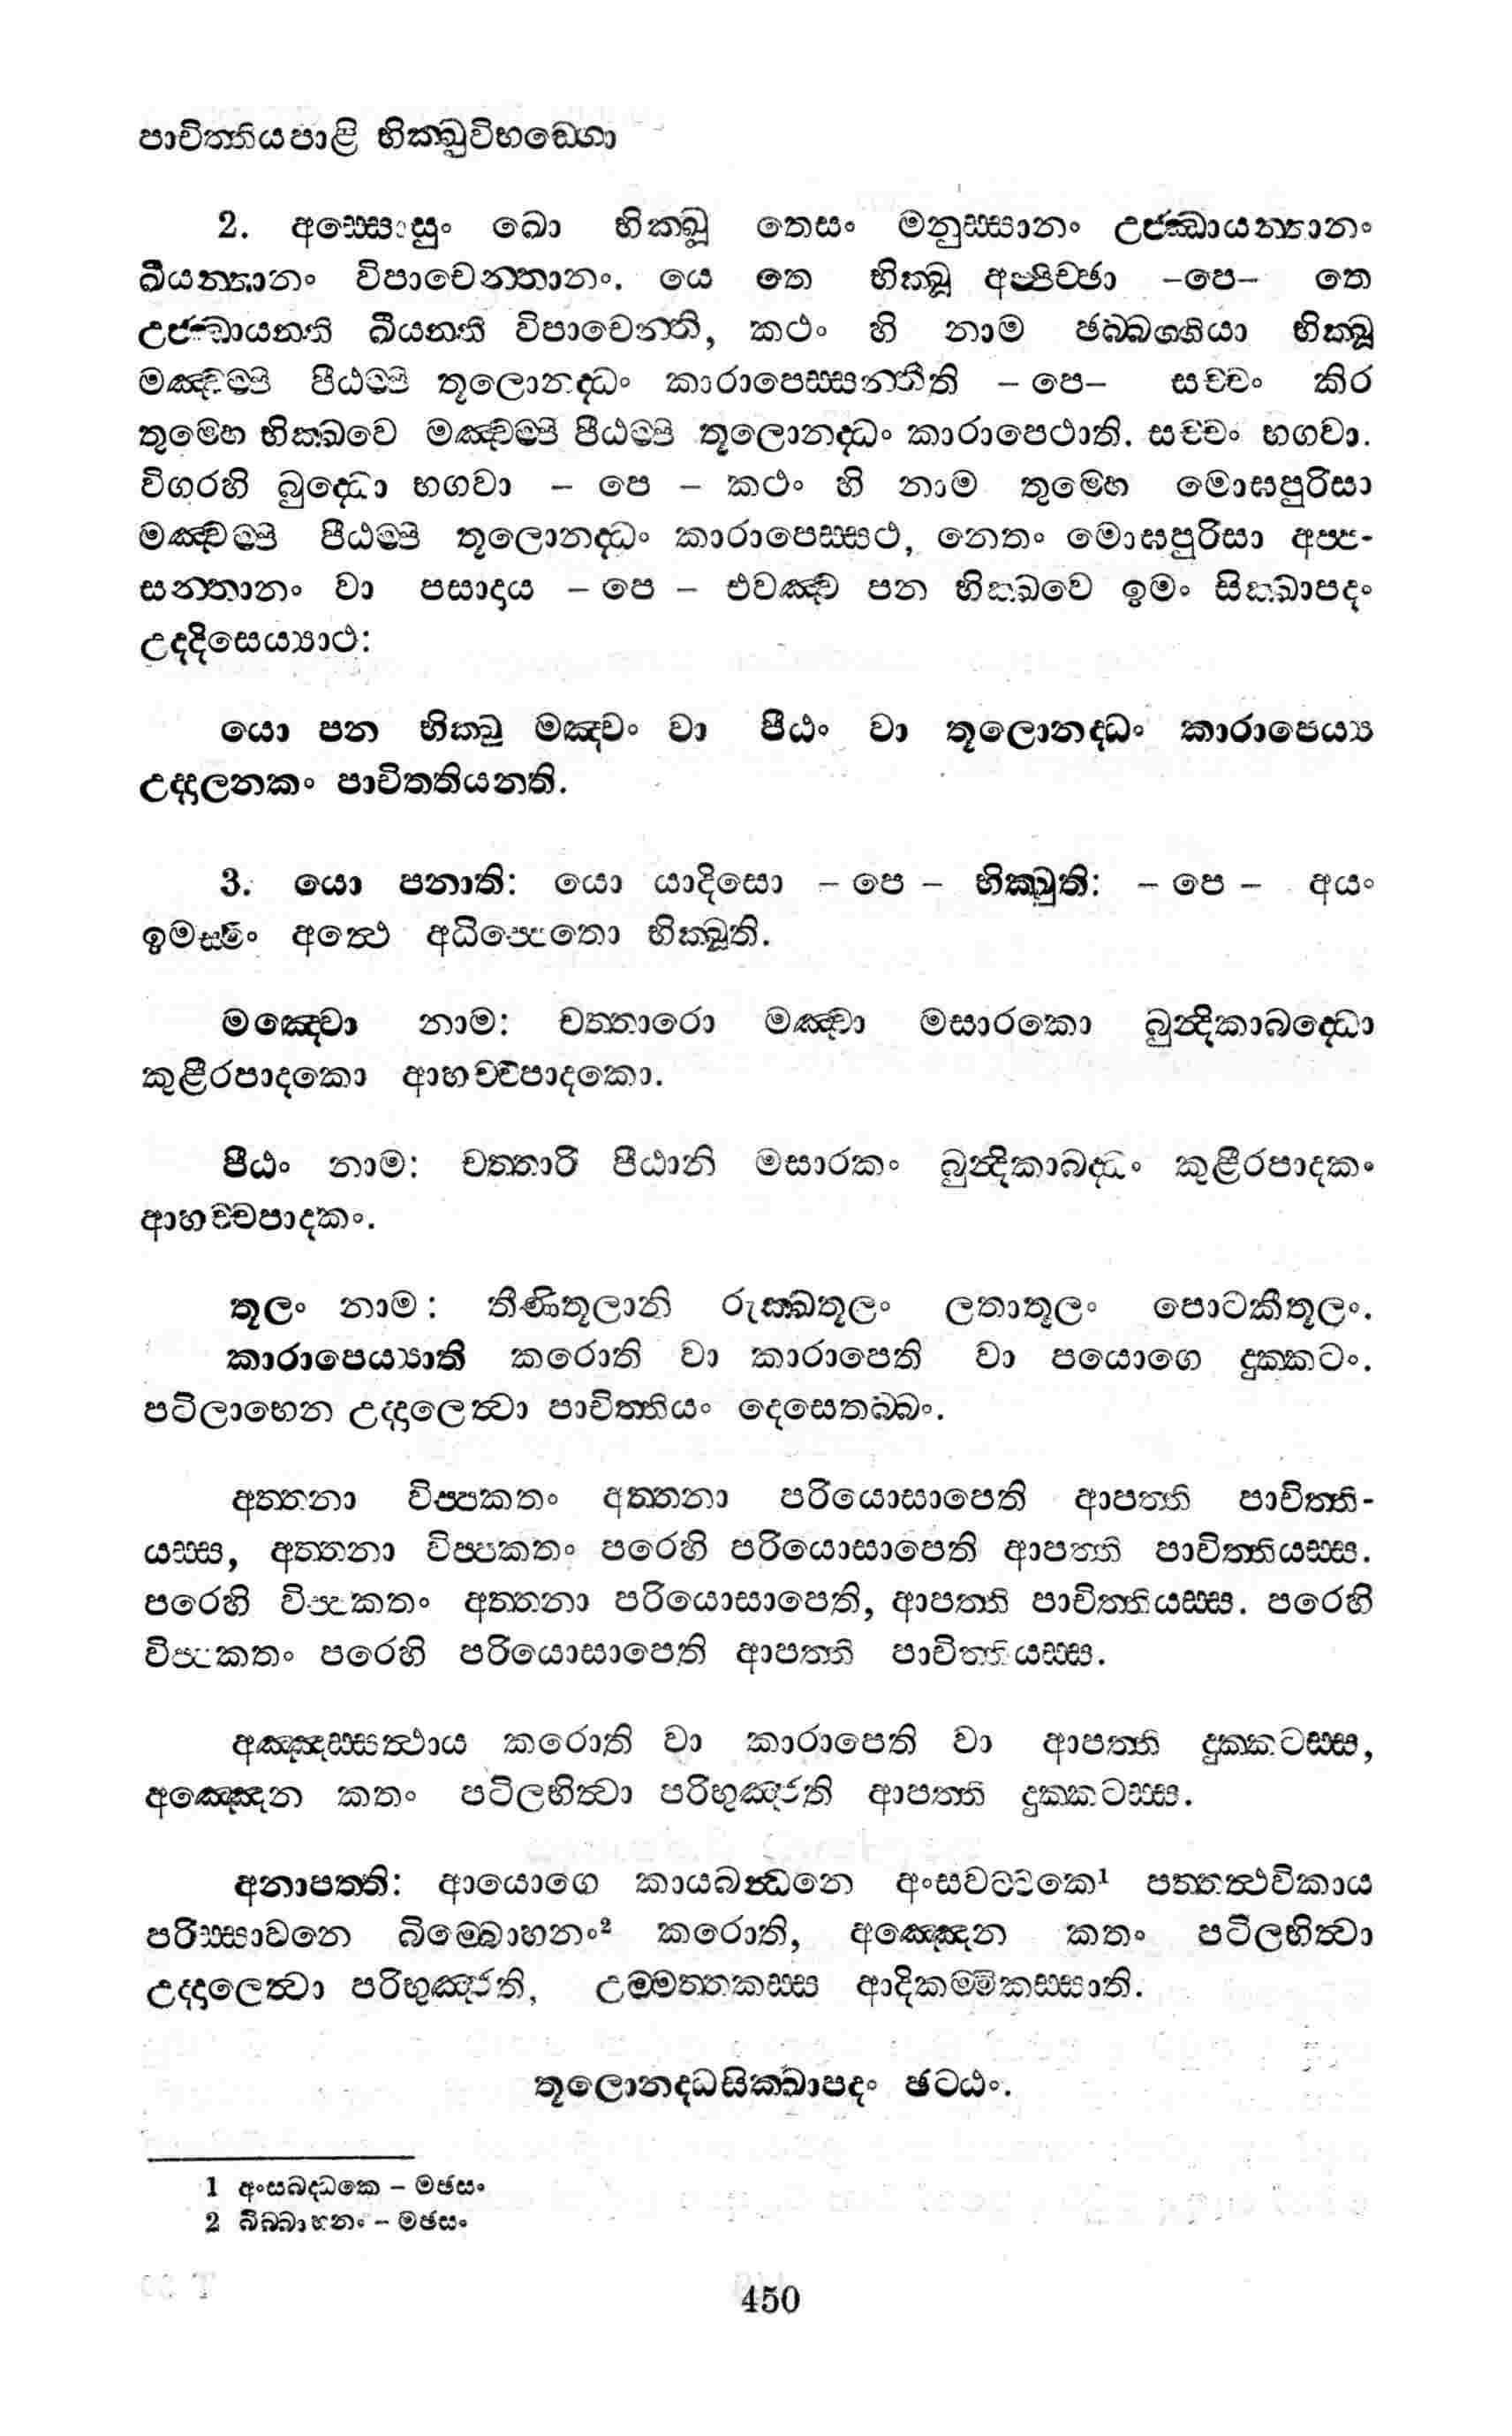 පාචිත්තියපාළි භික්ඛුවිභඞ්ගො
2. අස්සොසුං ඛො භික්ඛූ තෙසං මනුස්සානං උජ්ඣායන්තානං
ඛීයන්තානං විපාචෙන්තානං. යෙ තෙ භික්ඛූ අප්පිච්ඡා –පෙ– තෙ
උජ්ඣායන්ති ඛීයන්ති විපාචෙන්ති, කථං හි නාම ඡබ්බග්ගියා භික්ඛූ
මඤ්චම්පි පීඨම්පි තූලොනද්ධං කාරාපෙස්සන්තීති – පෙ– සච්චං කිර
තුම්හෙ භික්ඛවෙ මඤ්චම්පි පීඨම්පි තූලොනද්ධං කාරාපෙථාති. සච්චං භගවා.
විගරහි බුද්ධො භගවා – පෙ – කථං හි නාම තුම්හෙ මොඝපුරිසා
මඤ්චම්පි පීඨම්පි තූලොනද්ධං කාරාපෙස්සථ, නෙතං මොඝපුරිසා අප්ප-
සන්නානං වා පසාදාය – පෙ – එවඤ්ච පන භික්ඛවෙ ඉමං සික්ඛාපදං
උද්දිසෙය්‍යාථ:
යො පන භික්ඛු මඤ්චං වා පීඨං වා තූලොනද්ධං කාරාපෙය්‍ය
උද්දාලනකං පාචිත්තියන්ති.
3. යො පනාති: යො යාදිසො – පෙ – භික්ඛුති: – පෙ – අයං
ඉමස්මිං අත්ථෙ අධිප්පෙතො භික්ඛූති.
මඤ්චො නාම: චත්තාරො මඤ්චා මසාරකො බුන්දිකාබද්ධො
කුළීරපාදකො ආහච්චපාදකො.
පීඨං නාම: චත්තාරි පීඨානි මසාරකං බුන්දිකාබද්ධං කුළීරපාදකං
ආහච්චපාදකං.
තූලං නාම: තීණිතූලානි රුක්ඛතූලං ලතාතූලං පොටකීතූලං.
කාරාපෙය්‍යාති කරොති වා කාරාපෙති වා පයොගෙ දුක්කටං.
පටිලාභෙන උද්දාලෙත්වා පාචිත්තියං දෙසෙතබ්බං.
අත්තනා විප්පකතං අත්තනා පරියොසාපෙති ආපත්ති පාචිත්ති-
යස්ස, අත්තනා විප්පකතං පරෙහි පරියොසාපෙති ආපත්ති පාචිත්තියස්ස.
පරෙහි විප්පකතං අත්තනා පරියොසාපෙති, ආපත්ති පාචිත්තියස්ස. පරෙහි
විප්පකතං පරෙහි පරියොසාපෙති ආපත්ති පාචිත්තියස්ස.
අඤ්ඤස්සත්ථාය කරොති වා කාරාපෙති වා ආපත්ති දුක්කටස්ස,
අඤ්ඤෙන කතං පටිලභිත්වා පරිභුඤ්ජති ආපත්ති දුක්කටස්ස.
අනාපත්ති: ආයොගෙ කායබන්ධනෙ අංසවට්ටකෙ¹ පත්තත්ථවිකාය
පරිස්සාවනෙ බිම්බොහනං² කරොති, අඤ්ඤෙන කතං පටිලභිත්වා
උද්දාලෙත්වා පරිභුඤ්ජති, උම්මත්තකස්ස ආදිකම්මිකස්සාති.
තූලොනද්ධසික්ඛාපදං ඡට්ඨං.
1 අංසබද්ධකෙ – මඡසං
2 බිබ්බාහනං – මඡසං
450